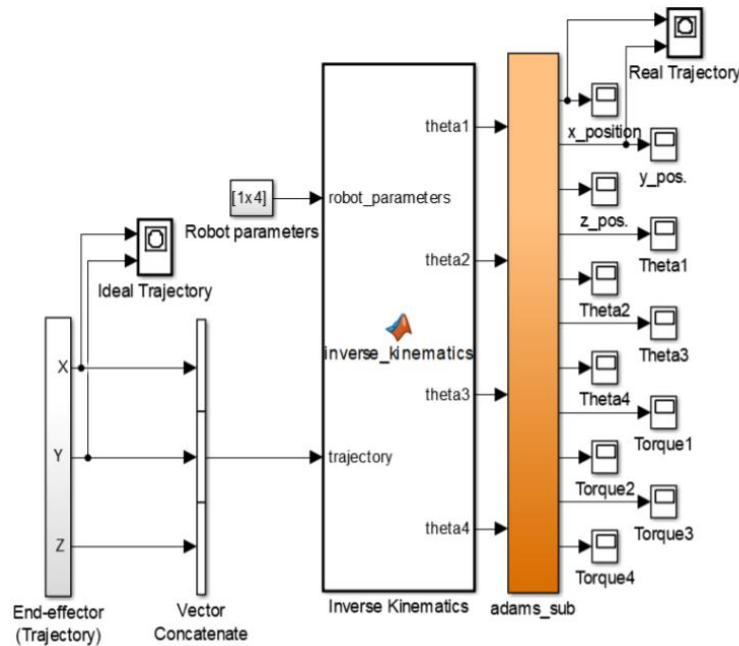 Real Trajectory
theta1
x_position
y_pos.
[1x4]
robot_parameters
Robot parameters
z_pos.
theta2
Theta1
Ideal Trajectory
Theta2
inverse_kinematics
Theta3
X
theta3
Theta4
Torque1
Y
trajectory
Torque2
theta4
Torque3
Z
Torque4
End-effector
(Trajectory)
Vector
Concatenate
Inverse Kinematics
adams_sub